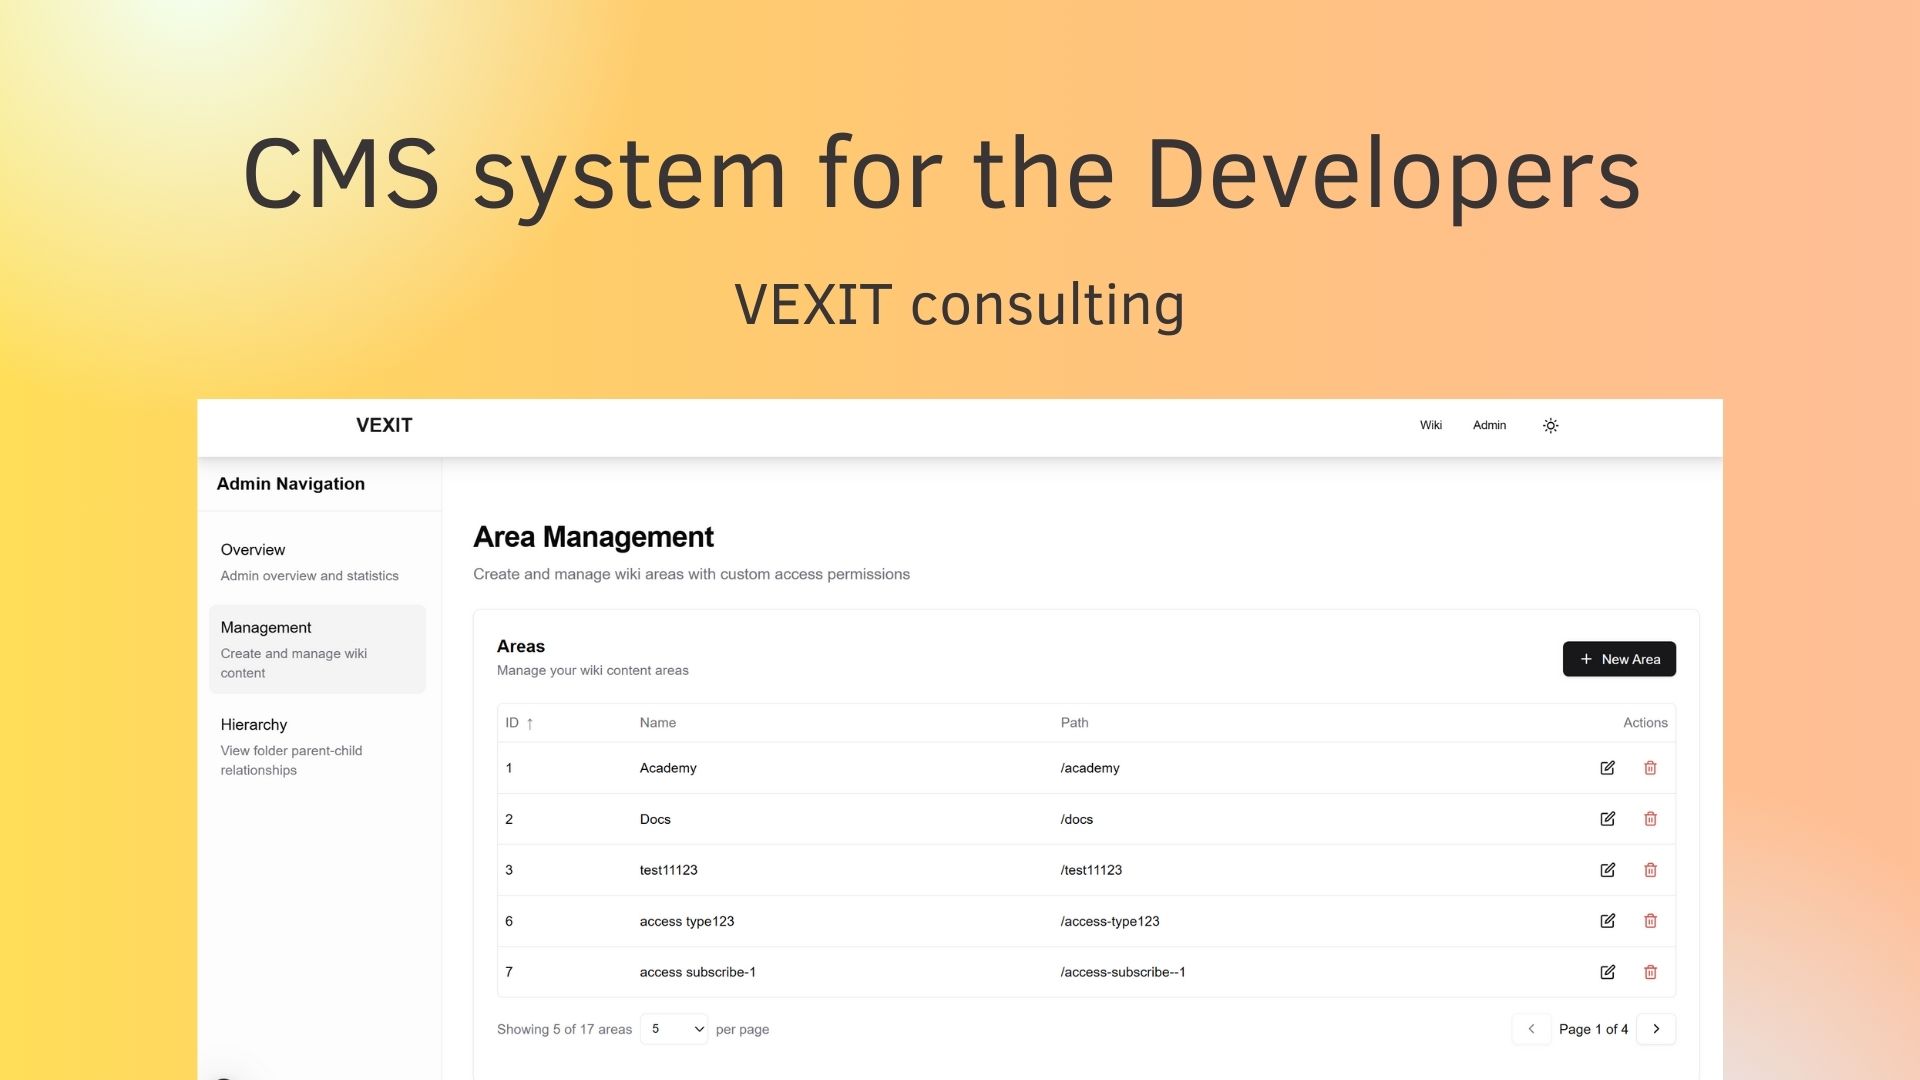 CMS system for the Developers
VEXIT consulting
VEXIT
Wiki
Admin
Admin Navigation
Overview
Admin overview and statistics
Management
Create and manage wiki
content
Hierarchy
View folder parent-child
relationships
Area Management
Create and manage wiki areas with custom access permissions
Areas
Manage your wiki content areas
+ New Area
ID ↑ Name Path Actions
1 Academy /academy
2 Docs /docs
3 test11123 /test11123
6 access type123 /access-type123
7 access subscribe-1 /access-subscribe--1
Showing 5 of 17 areas 5 per page
Page 1 of 4